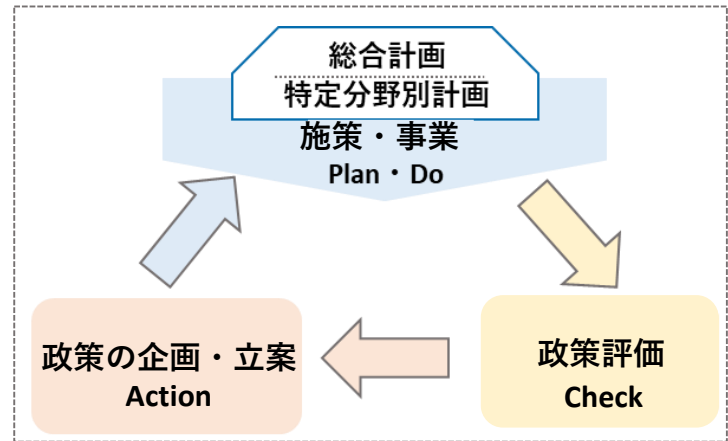 総合計画
特定分野別計画
施策・事業
Plan・Do
政策の企画・立案
Action
政策評価
Check